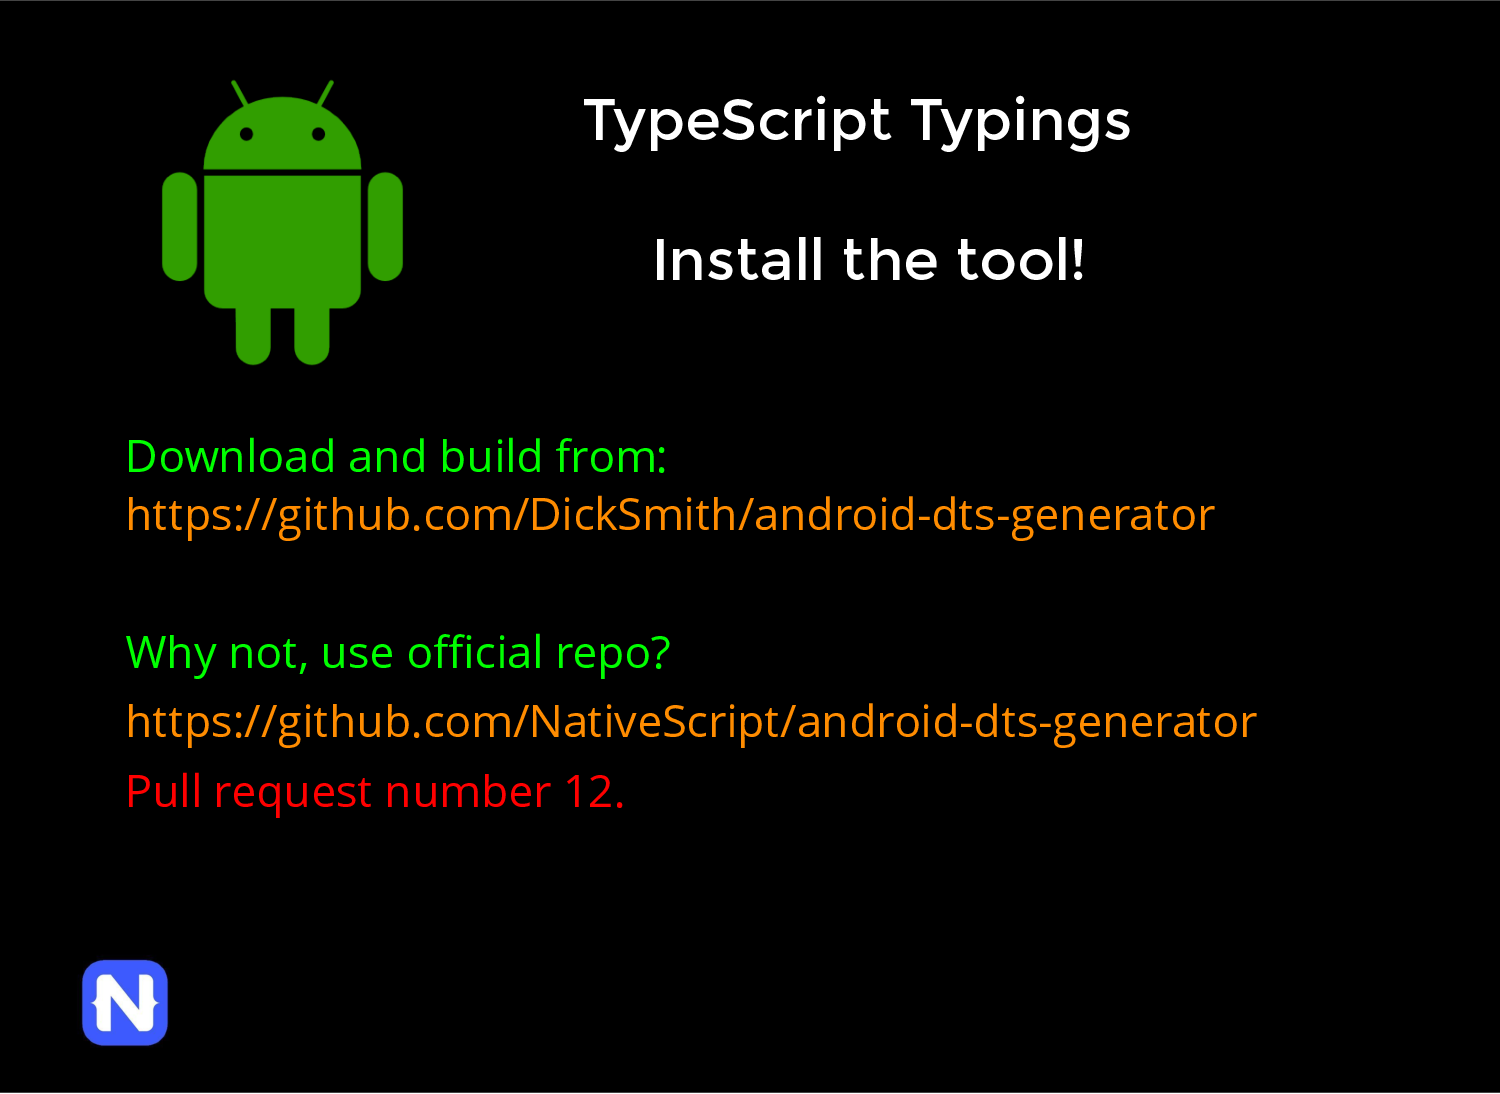 TypeScript Typings
Install the tool!
Download and build from:
https://github.com/DickSmith/android-dts-generator
Why not, use official repo?
https://github.com/NativeScript/android-dts-generator
Pull request number 12.
N